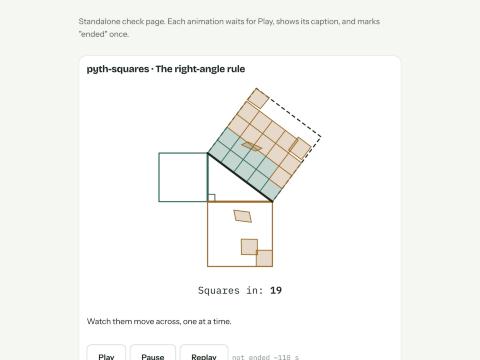 Standalone check page. Each animation waits for Play, shows its caption, and marks
"ended" once.
pyth-squares · The right-angle rule
Squares in: 19
Watch them move across, one at a time.
Play Pause Replay not ended ~110 s